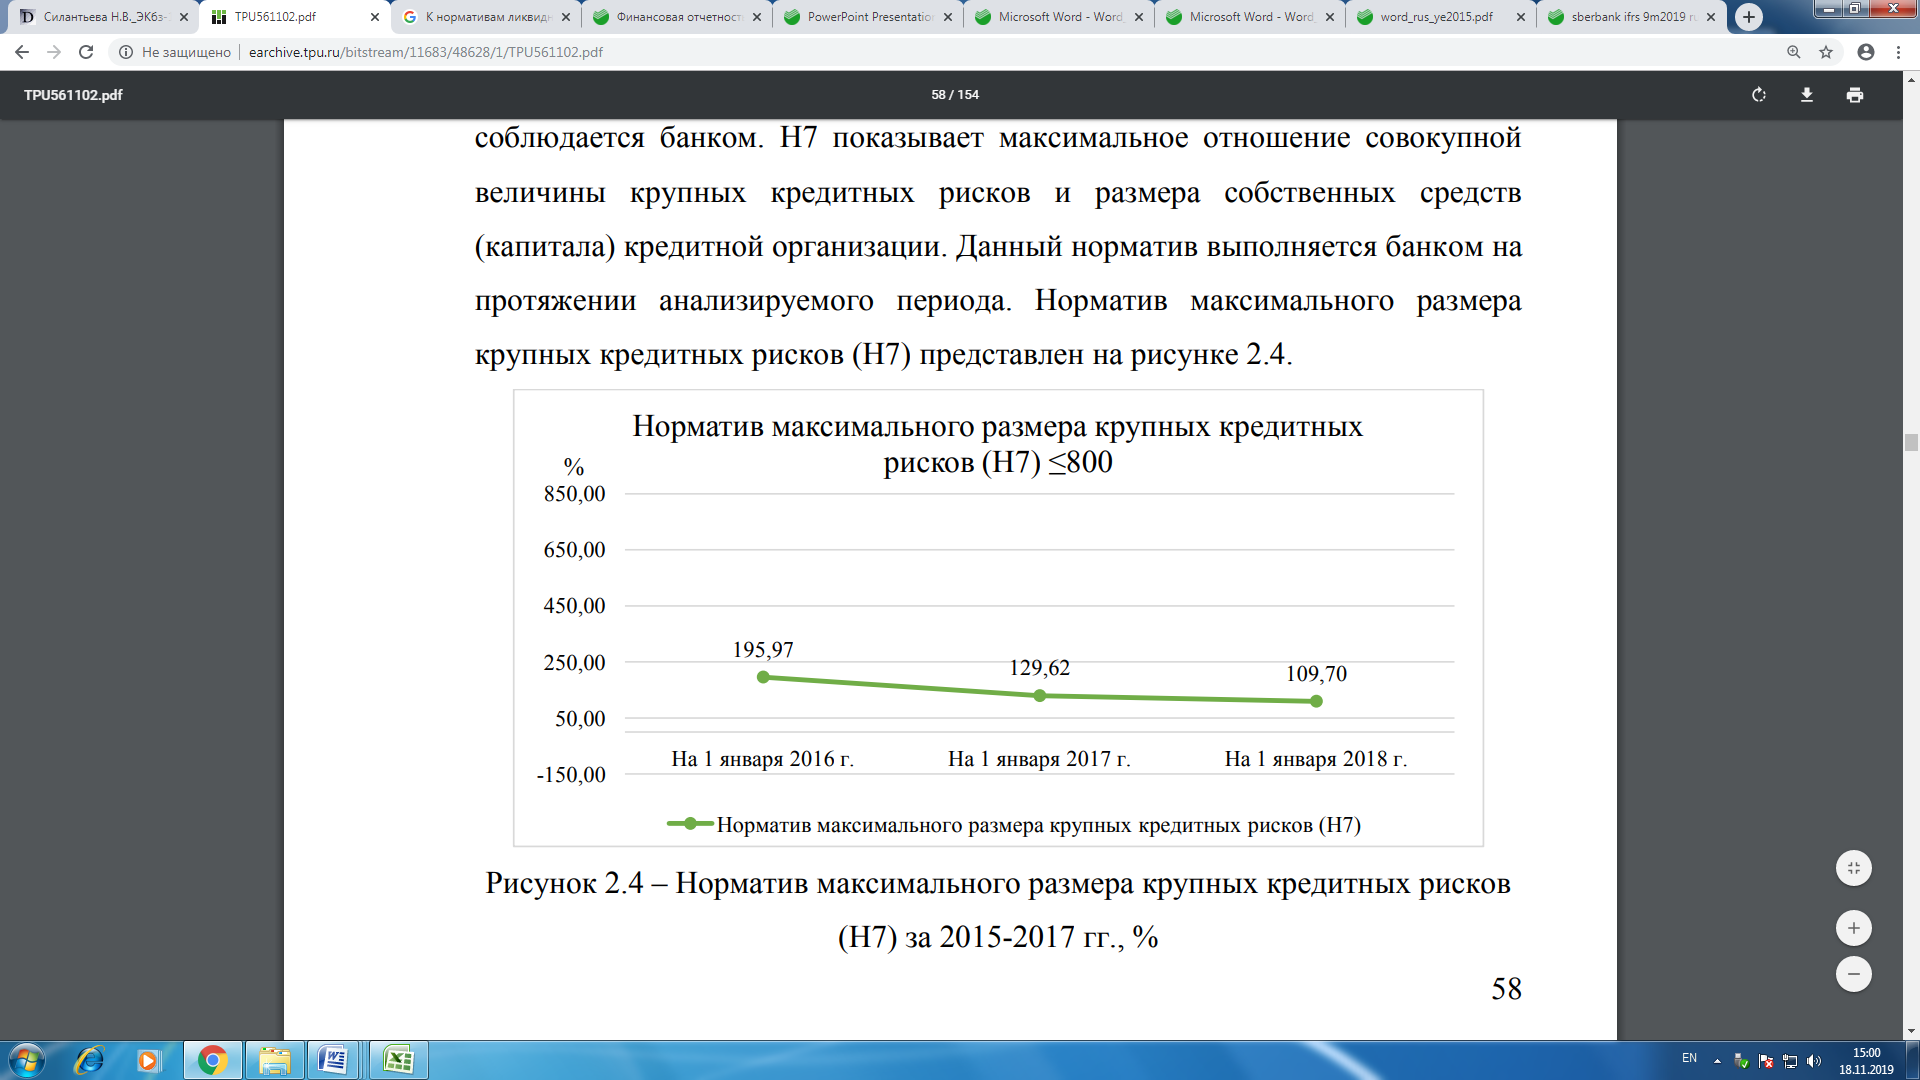 Силантьева Н.В._ЭКбз-
TPU561102.pdf
К нормативам ликвидн
Финансовая отчетност
PowerPoint Presentatio
Microsoft Word - Word_
Microsoft Word - Word_
word_rus_ye2015.pdf
sberbank ifrs 9m2019 ru
Не защищено
earchive.tpu.ru/bitstream/11683/48628/1/TPU561102.pdf
TPU561102.pdf
58 / 154
соблюдается банком. Н7 показывает максимальное отношение совокупной
величины крупных кредитных рисков и размера собственных средств
(капитала) кредитной организации. Данный норматив выполняется банком на
протяжении анализируемого периода. Норматив максимального размера
крупных кредитных рисков (Н7) представлен на рисунке 2.4.
Норматив максимального размера крупных кредитных
рисков (Н7) ≤800
%
850,00
650,00
450,00
250,00
50,00
-150,00
195,97
129,62
109,70
На 1 января 2016 г.
На 1 января 2017 г.
На 1 января 2018 г.
Норматив максимального размера крупных кредитных рисков (Н7)
Рисунок 2.4 – Норматив максимального размера крупных кредитных рисков
(Н7) за 2015-2017 гг., %
58
EN
15:00
18.11.2019